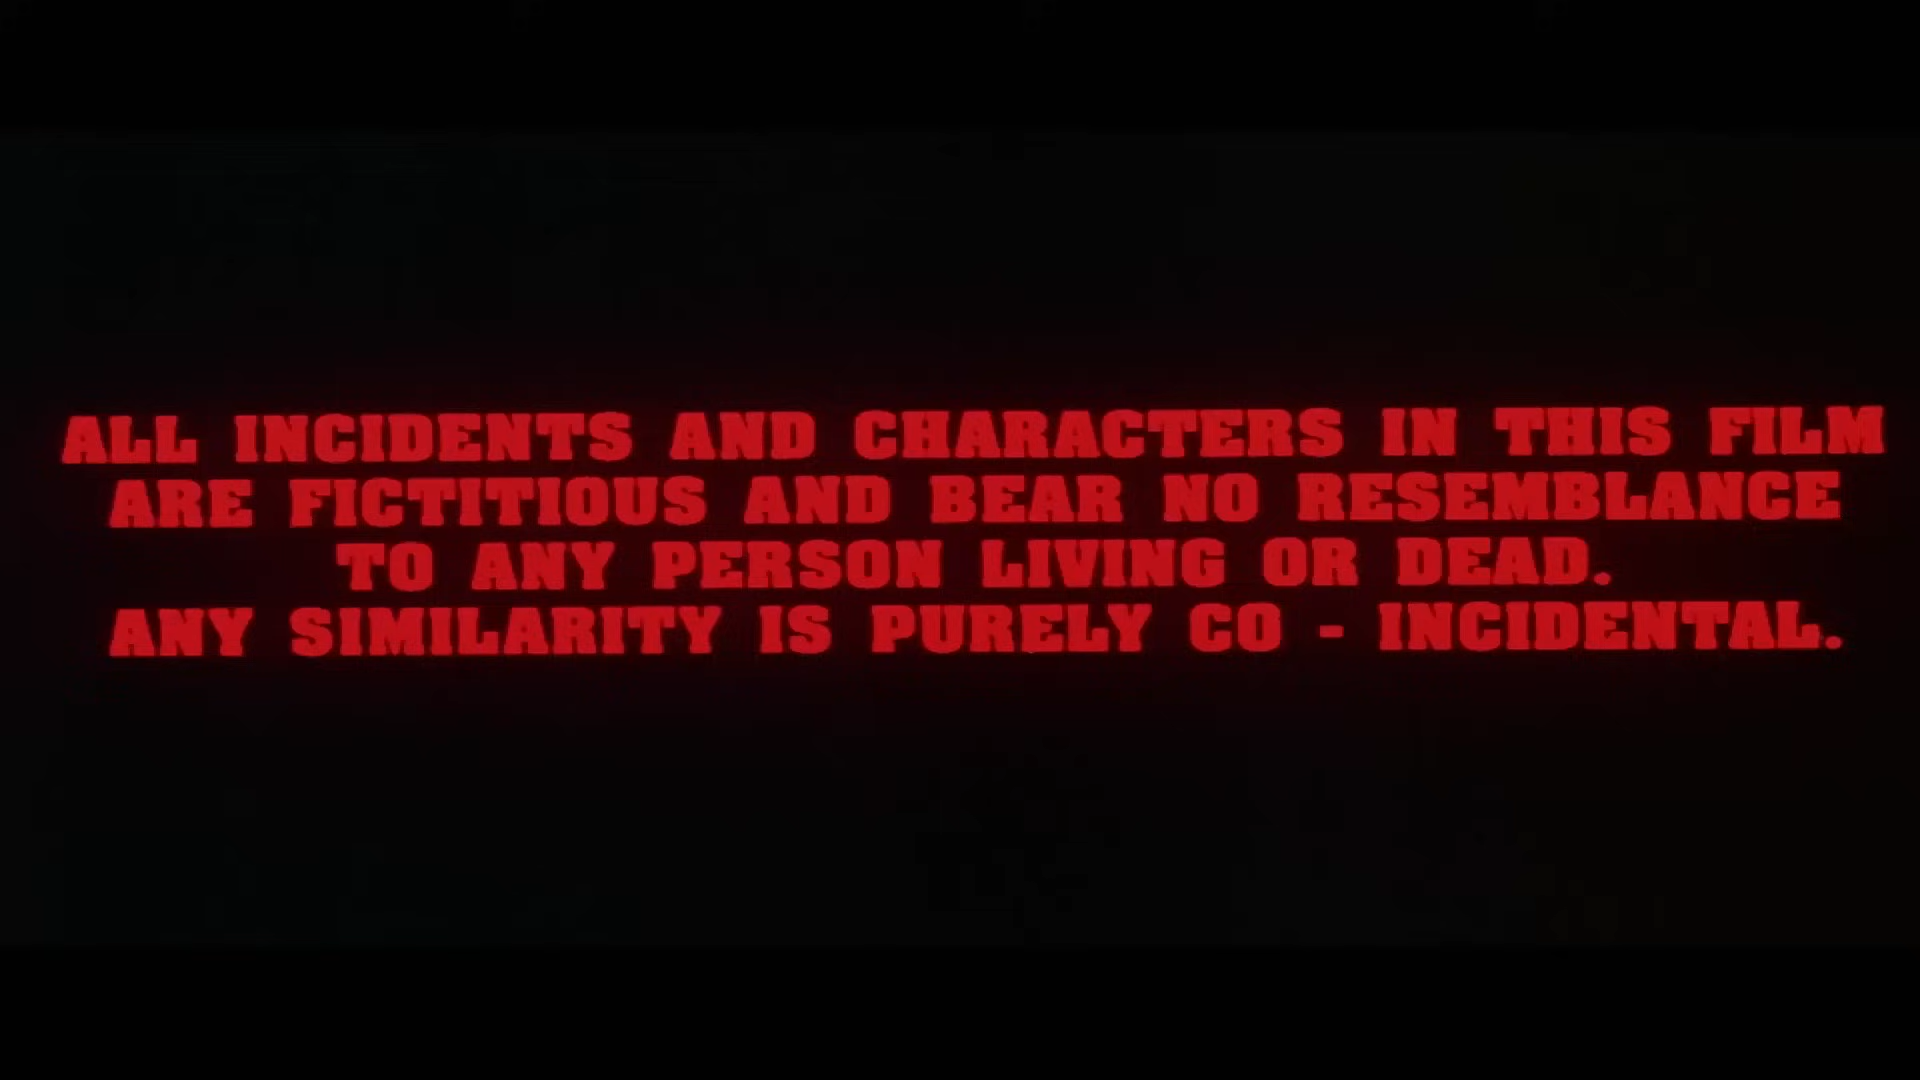 ALL INCIDENTS AND CHARACTERS IN THIS FILM
ARE FICTITIOUS AND BEAR NO RESEMBLANCE
TO ANY PERSON LIVING OR DEAD.
ANY SIMILARITY IS PURELY CO - INCIDENTAL.